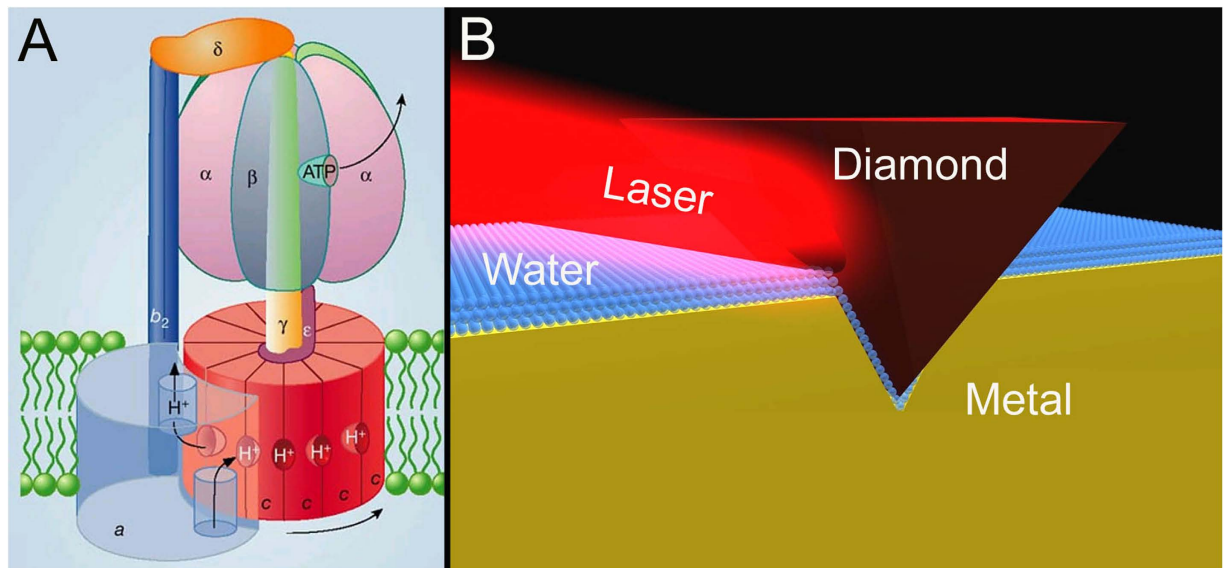 A
δ
α
β
ATP
α
b2
γ
ε
H+
H+
H+
H+
H+
c
c
c
c
a
B
Laser
Diamond
Water
Metal